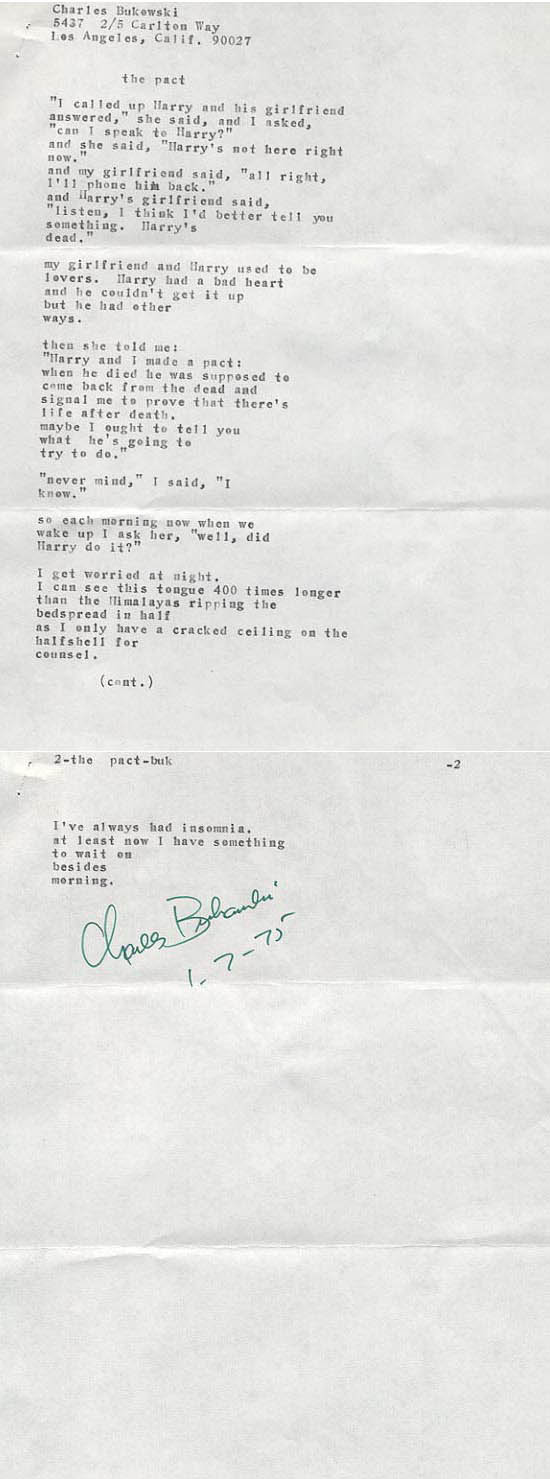 Charles Bukowski
5437 2/5 Carlton Way
Los Angeles, Calif. 90027
the pact
"I called up Harry and his girlfriend
answered," she said, and I asked,
"can I speak to Harry?"
and she said, "Harry's not here right
now."
and my girlfriend said, "all right,
I'll phone him back."
and Harry's girlfriend said,
"listen, I think I'd better tell you
something. Harry's
dead."
my girlfriend and Harry used to be
lovers. Harry had a bad heart
and he couldn't get it up
but he had other
ways.
then she told me:
"Harry and I made a pact:
when he died he was supposed to
come back from the dead and
signal me to prove that there's
life after death.
maybe I ought to tell you
what he's going to
try to do."
"never mind," I said, "I
know."
so each morning now when we
wake up I ask her, "well, did
Harry do it?"
I get worried at night.
I can see this tongue 400 times longer
than the Himalayas ripping the
bedspread in half
as I only have a cracked ceiling on the
halfshell for
counsel.
(cont.)
2-the pact-buk -2
I've always had insomnia.
at least now I have something
to wait on
besides
morning.
Charles Bukowski
1-7-75